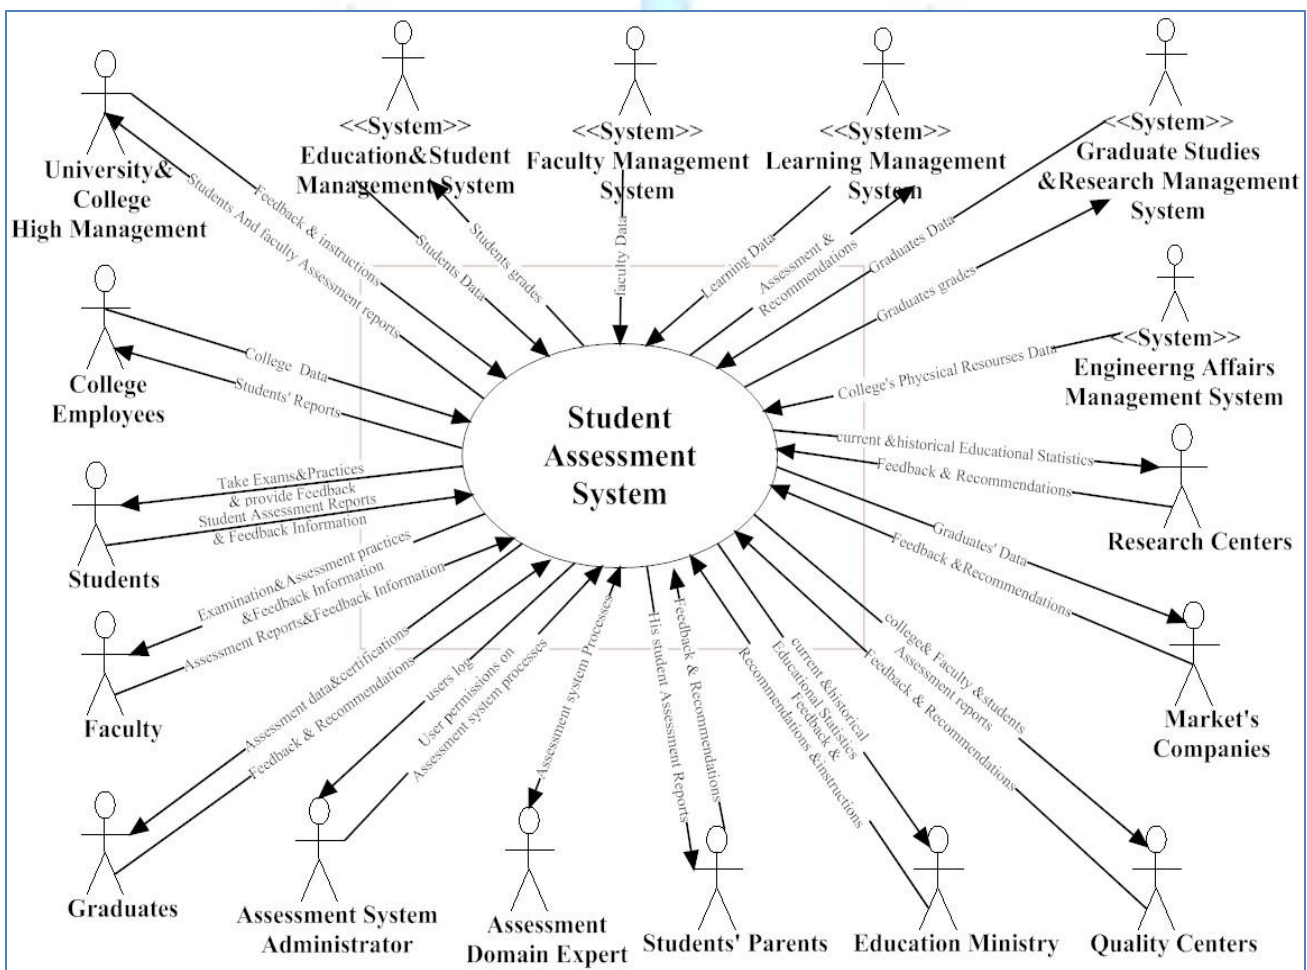 University&
College
High Management
<<System>>
Education&Student
Management System
<<System>>
Faculty Management
System
<<System>>
Learning Management
System
<<System>>
Graduate Studies
&Research Management
System
Feedback & instructions
Students And faculty Assessment reports
Students Data
Students grades
faculty Data
Learning Data
Assessment &
Recommendations
Graduates Data
Graduates grades
<<System>>
Engineerng Affairs
Management System
College's Physical Resourses Data
College
Employees
College Data
Students' Reports
Student
Assessment
System
current &historical Educational Statistics
Feedback & Recommendations
Research Centers
Students
Take Exams&Practices
& provide Feedback
Student Assessment Reports
& Feedback Information
Graduates' Data
Feedback &Recommendations
Market's
Companies
Faculty
Examination&Assessment practices
&Feedback Information
Assessment Reports&Feedback Information
Graduates
Assessment data&certifications
Feedback & Recommendations
users log
User permissions on
Assessment system processes
Assessment System
Administrator
Assessment system Processes
Assessment
Domain Expert
His student Assessment Reports
Feedback & Recommendations
Students' Parents
current &historical
Educational Statistics
Feedback &
Recommendations &instructions
Education Ministry
college& Faculty &students
Assessment reports
Feedback & Recommendations
Quality Centers